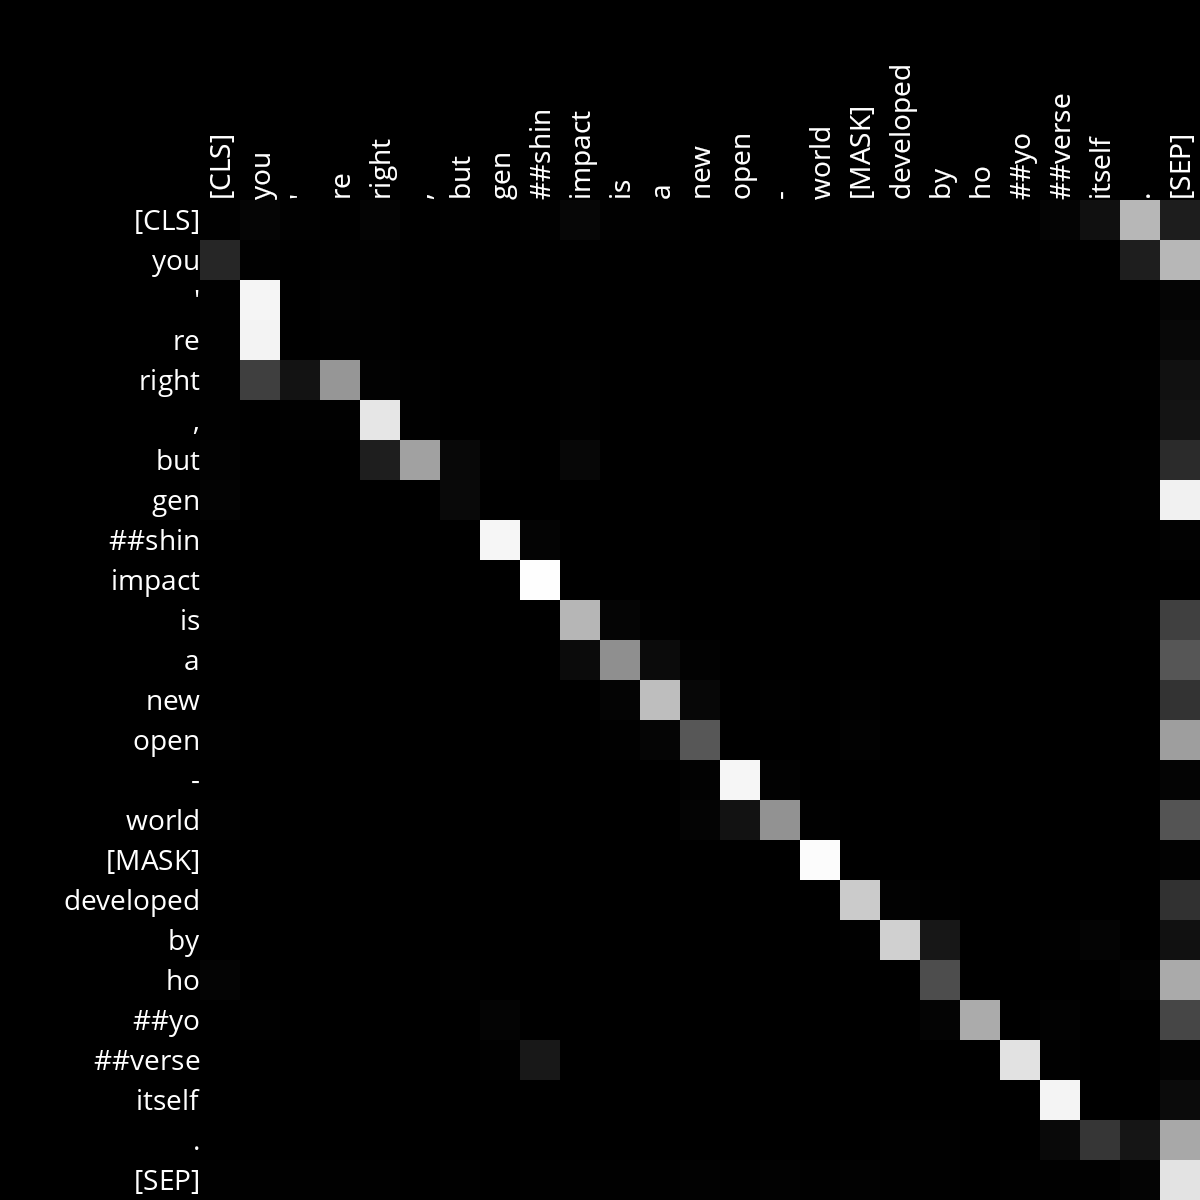 [CLS] you ' re right , but gen ##shin impact is a new open - world [MASK] developed by ho ##yo ##verse itself . [SEP]
[CLS]
you
'
re
right
,
but
gen
##shin
impact
is
a
new
open
-
world
[MASK]
developed
by
ho
##yo
##verse
itself
.
[SEP]